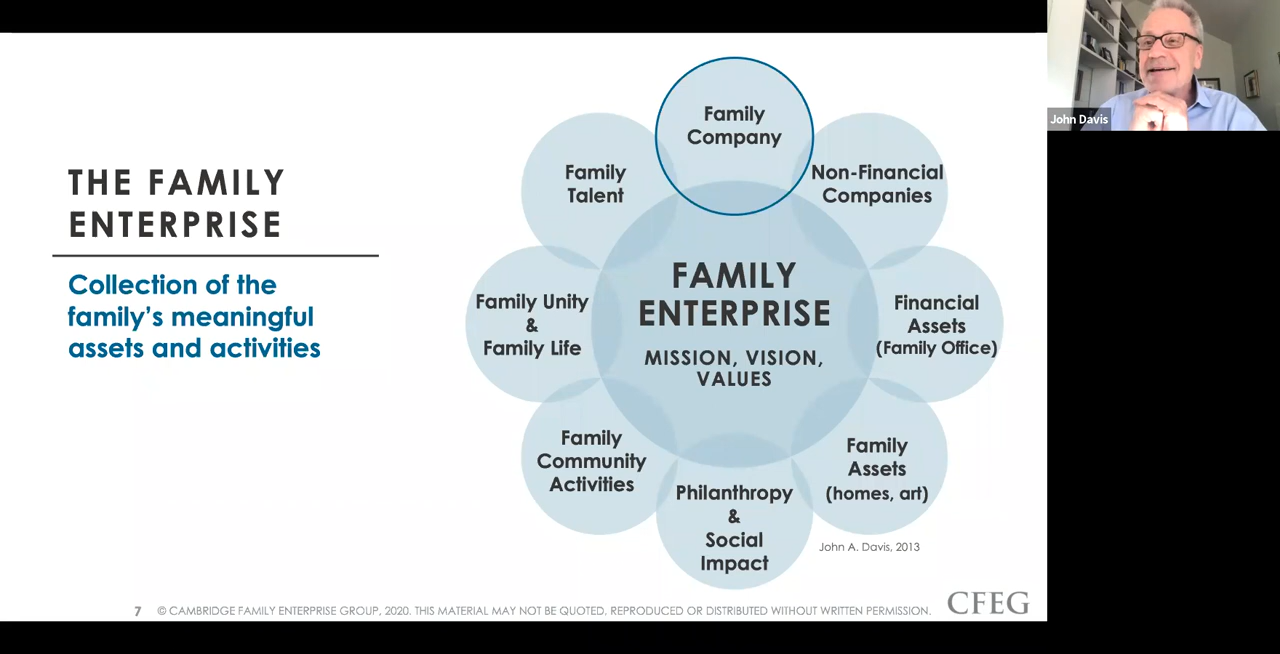 THE FAMILY
ENTERPRISE
Collection of the
family's meaningful
assets and activities
Family
Company
Non-Financial
Companies
Financial
Assets
(Family Office)
Family
Assets
(homes, art)
Philanthropy
&
Social
Impact
Family
Community
Activities
Family Unity
&
Family Life
Family
Talent
FAMILY
ENTERPRISE
MISSION, VISION,
VALUES
John A. Davis, 2013
7 © CAMBRIDGE FAMILY ENTERPRISE GROUP, 2020. THIS MATERIAL MAY NOT BE QUOTED, REPRODUCED OR DISTRIBUTED WITHOUT WRITTEN PERMISSION.
CFEG
John Davis